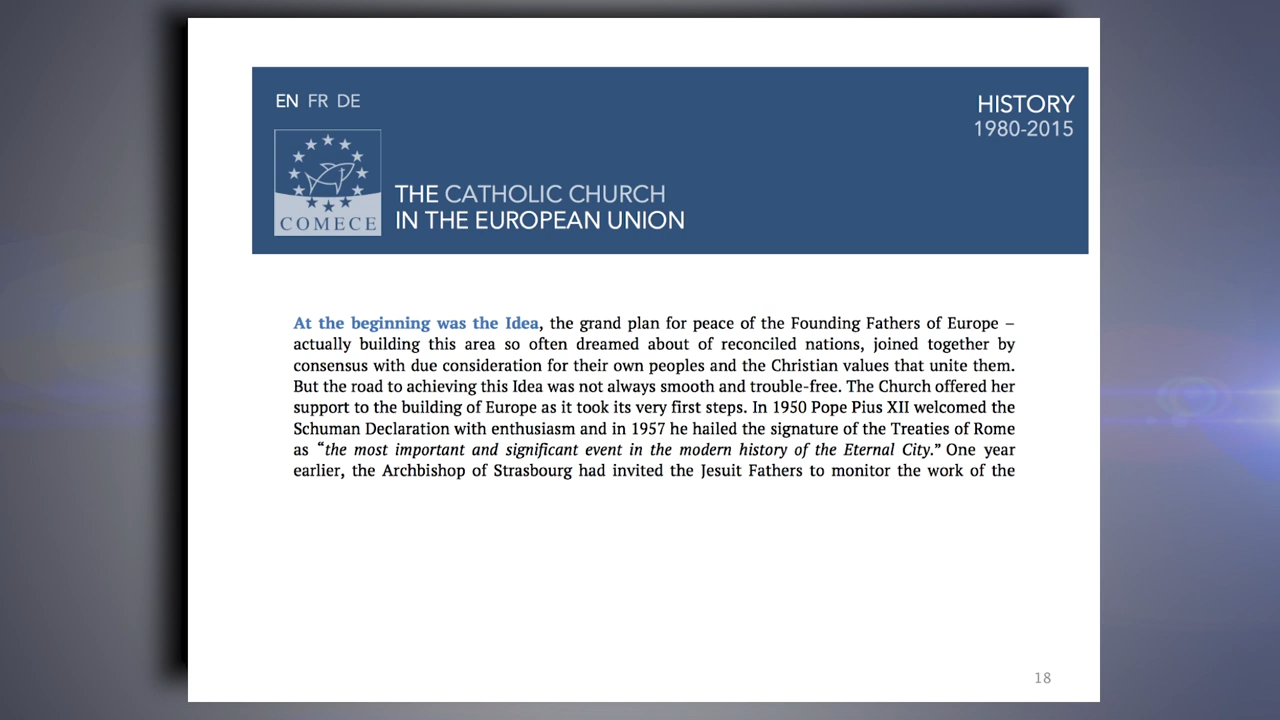 EN FR DE
HISTORY
1980-2015
COMECE
THE CATHOLIC CHURCH
IN THE EUROPEAN UNION
At the beginning was the Idea, the grand plan for peace of the Founding Fathers of Europe –
actually building this area so often dreamed about of reconciled nations, joined together by
consensus with due consideration for their own peoples and the Christian values that unite them.
But the road to achieving this Idea was not always smooth and trouble-free. The Church offered her
support to the building of Europe as it took its very first steps. In 1950 Pope Pius XII welcomed the
Schuman Declaration with enthusiasm and in 1957 he hailed the signature of the Treaties of Rome
as “the most important and significant event in the modern history of the Eternal City.” One year
earlier, the Archbishop of Strasbourg had invited the Jesuit Fathers to monitor the work of the
18